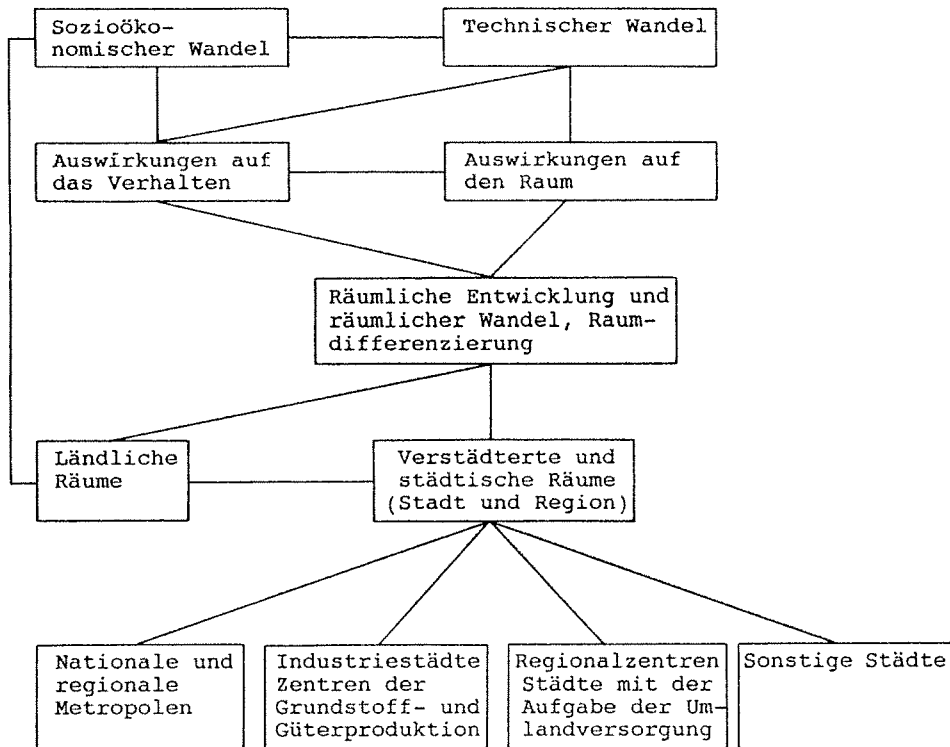 Sozioöko-
nomischer Wandel
Technischer Wandel
Auswirkungen auf
das Verhalten
Auswirkungen auf
den Raum
Räumliche Entwicklung und
räumlicher Wandel, Raum-
differenzierung
Ländliche
Räume
Verstädterte und
städtische Räume
(Stadt und Region)
Nationale und
regionale
Metropolen
Industriestädte
Zentren der
Grundstoff- und
Güterproduktion
Regionalzentren
Städte mit der
Aufgabe der Um-
landversorgung
Sonstige Städte